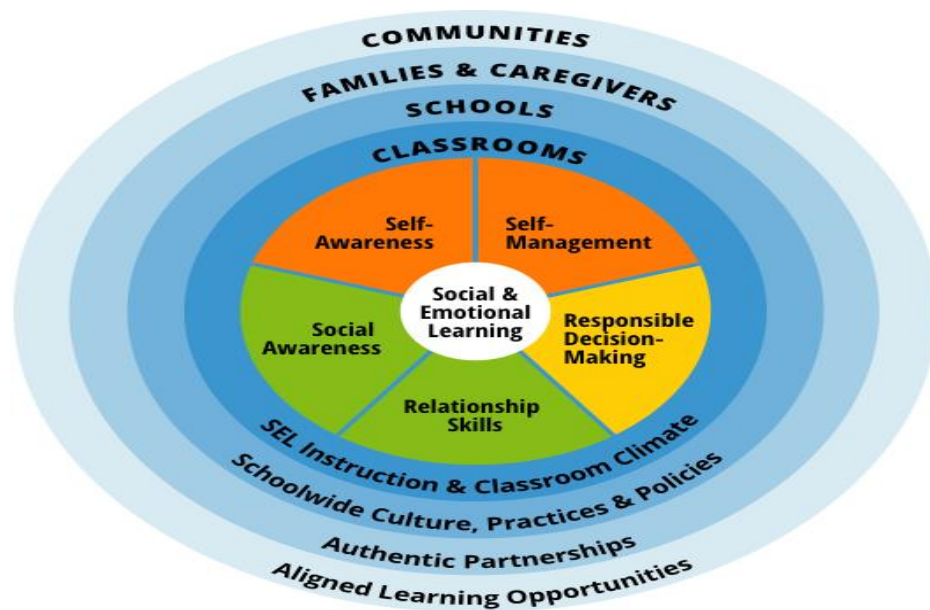 COMMUNITIES
FAMILIES & CAREGIVERS
SCHOOLS
CLASSROOMS
Self-
Awareness
Self-
Management
Social &
Emotional
Learning
Social
Awareness
Responsible
Decision-
Making
Relationship
Skills
SEL Instruction & Classroom Climate
Schoolwide Culture, Practices & Policies
Authentic Partnerships
Aligned Learning Opportunities